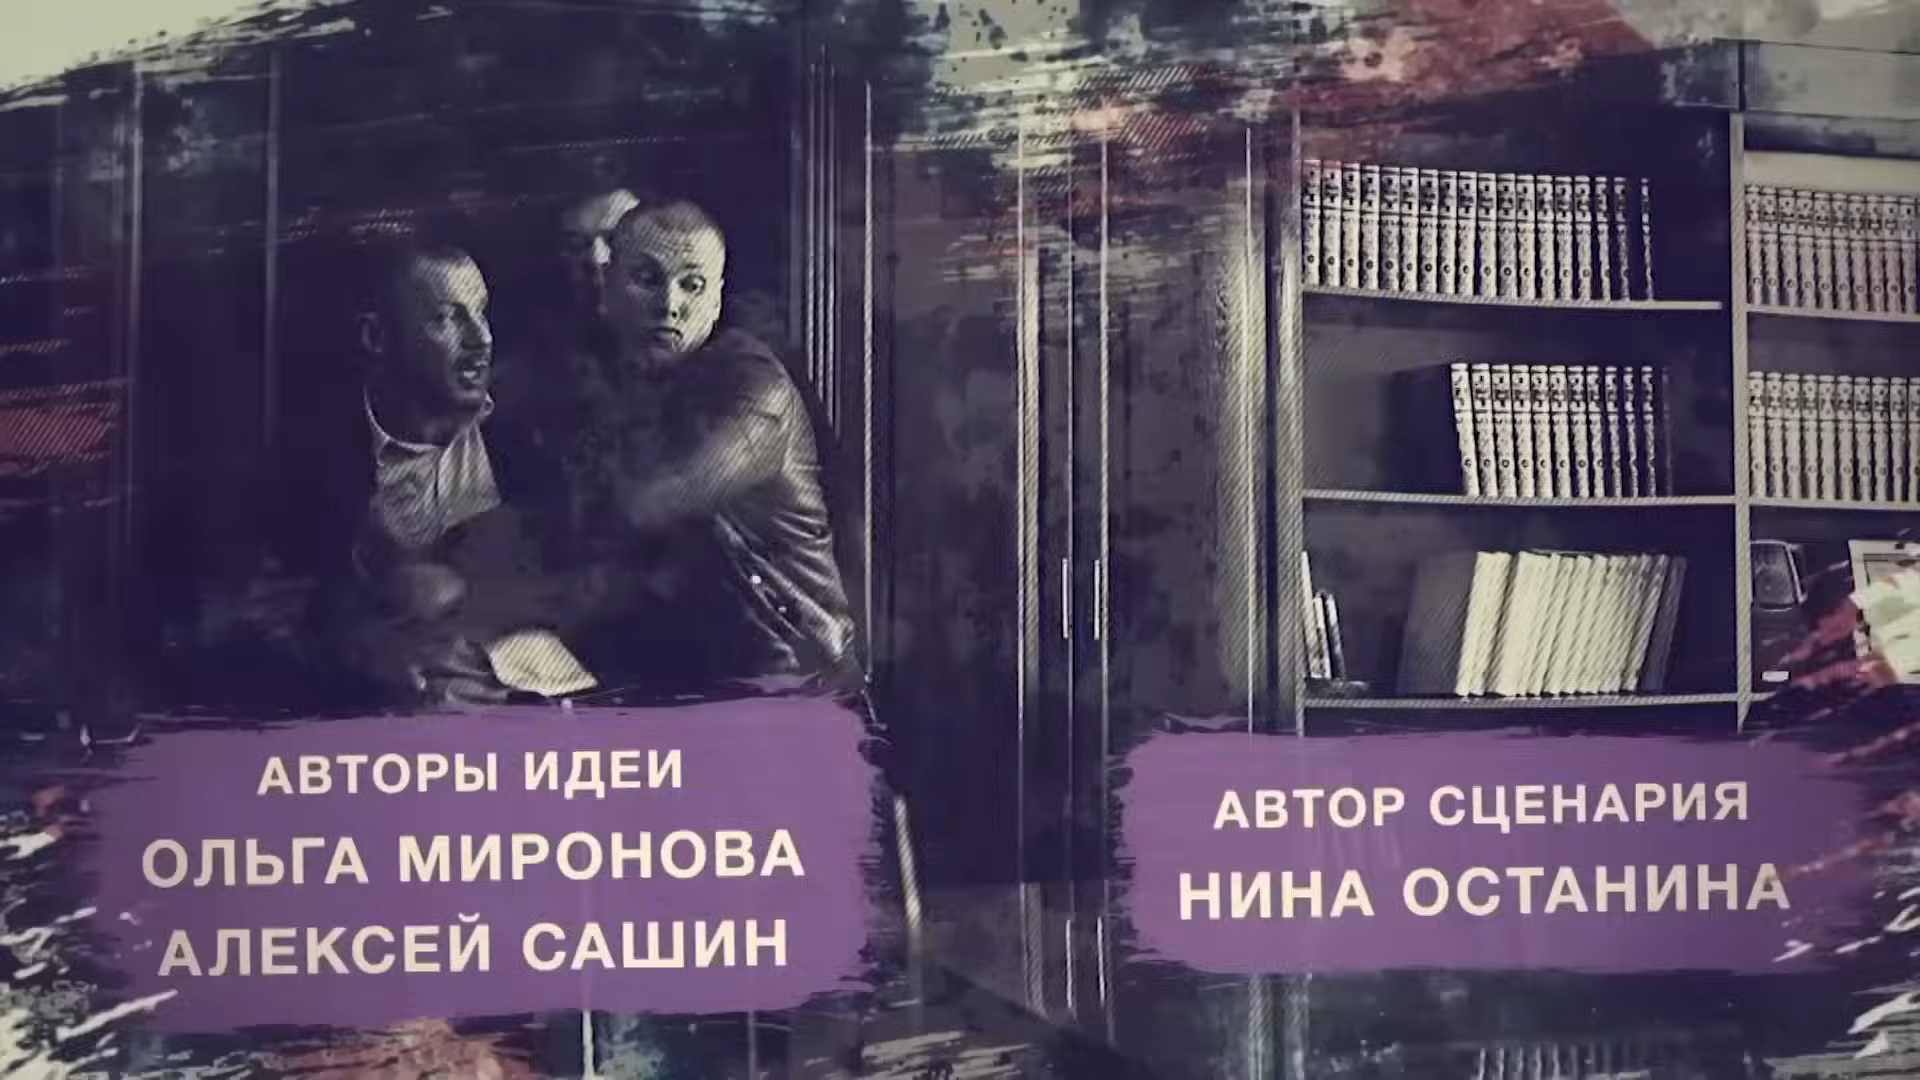 АВТОРЫ ИДЕИ
ОЛЬГА МИРОНОВА
АЛЕКСЕЙ САШИН
АВТОР СЦЕНАРИЯ
НИНА ОСТАНИНА